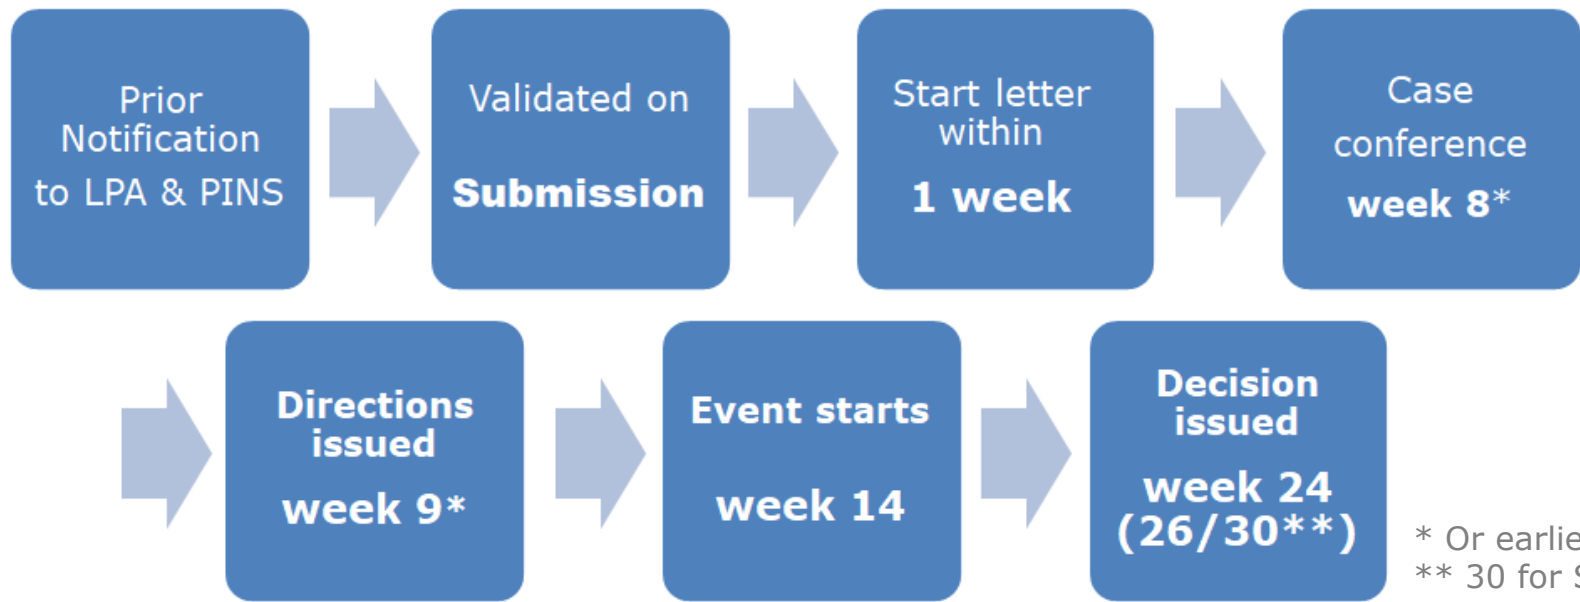 Prior
Notification
to LPA & PINS
Validated on
Submission
Start letter
within
1 week
Case
conference
week 8*
Directions
issued
week 9*
Event starts
week 14
Decision
issued
week 24
(26/30**)
* Or
** 30 for